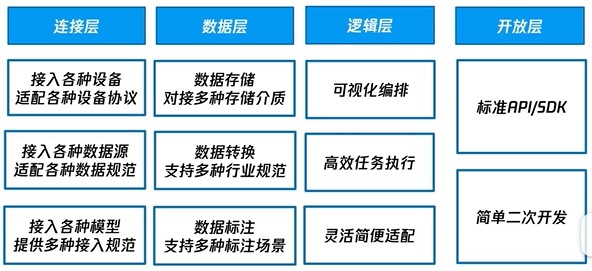 连接层
数据层
逻辑层
开放层
接入各种设备
适配各种设备协议
数据存储
对接多种存储介质
可视化编排
标准API/SDK
接入各种数据源
适配各种数据规范
数据转换
支持多种行业规范
高效任务执行
简单二次开发
接入各种模型
提供多种接入规范
数据标注
支持多种标注场景
灵活简便适配